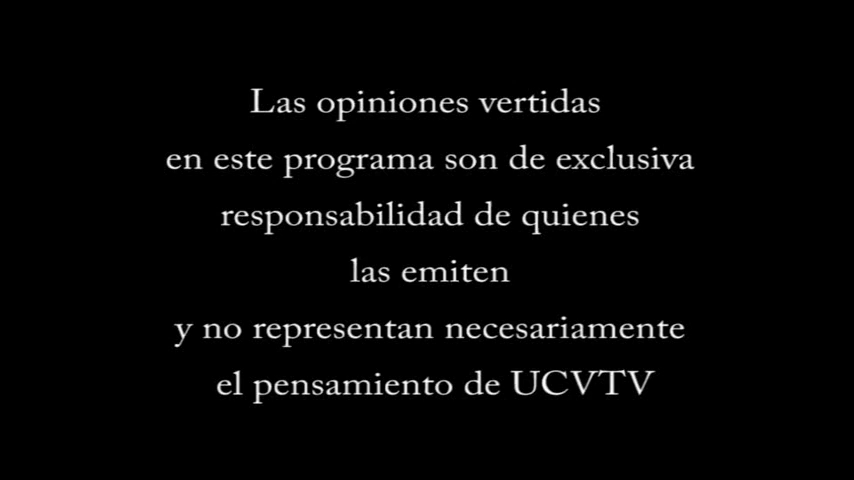 Las opiniones vertidas
en este programa son de exclusiva
responsabilidad de quienes
las emiten
y no representan necesariamente
el pensamiento de UCVTV